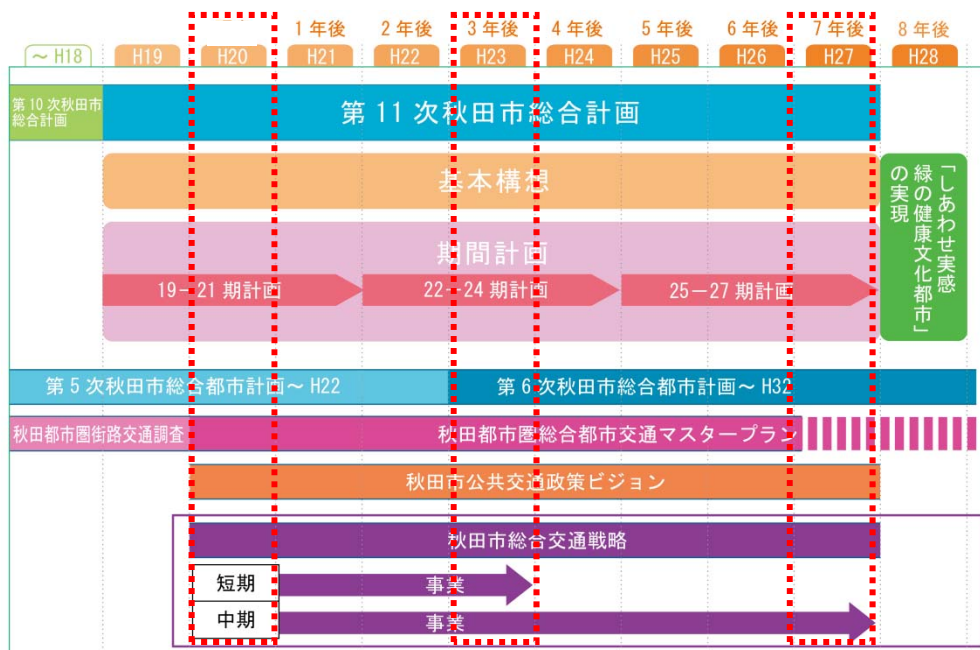 1年後 2年後 3年後 4年後 5年後 6年後 7年後 8年後
～H18 H19 H20 H21 H22 H23 H24 H25 H26 H27 H28
第10次秋田市
総合計画
第11次秋田市総合計画
基本構想
期間計画
19－21期計画
22－24期計画
25－27期計画
「しあわせ実感
緑の健康文化都市」
の実現
第5次秋田市総合都市計画～H22
第6次秋田市総合都市計画～H32
秋田都市圏街路交通調査
秋田都市圏総合都市交通マスタープラン
秋田市公共交通政策ビジョン
秋田市総合交通戦略
短期
事業
中期
事業